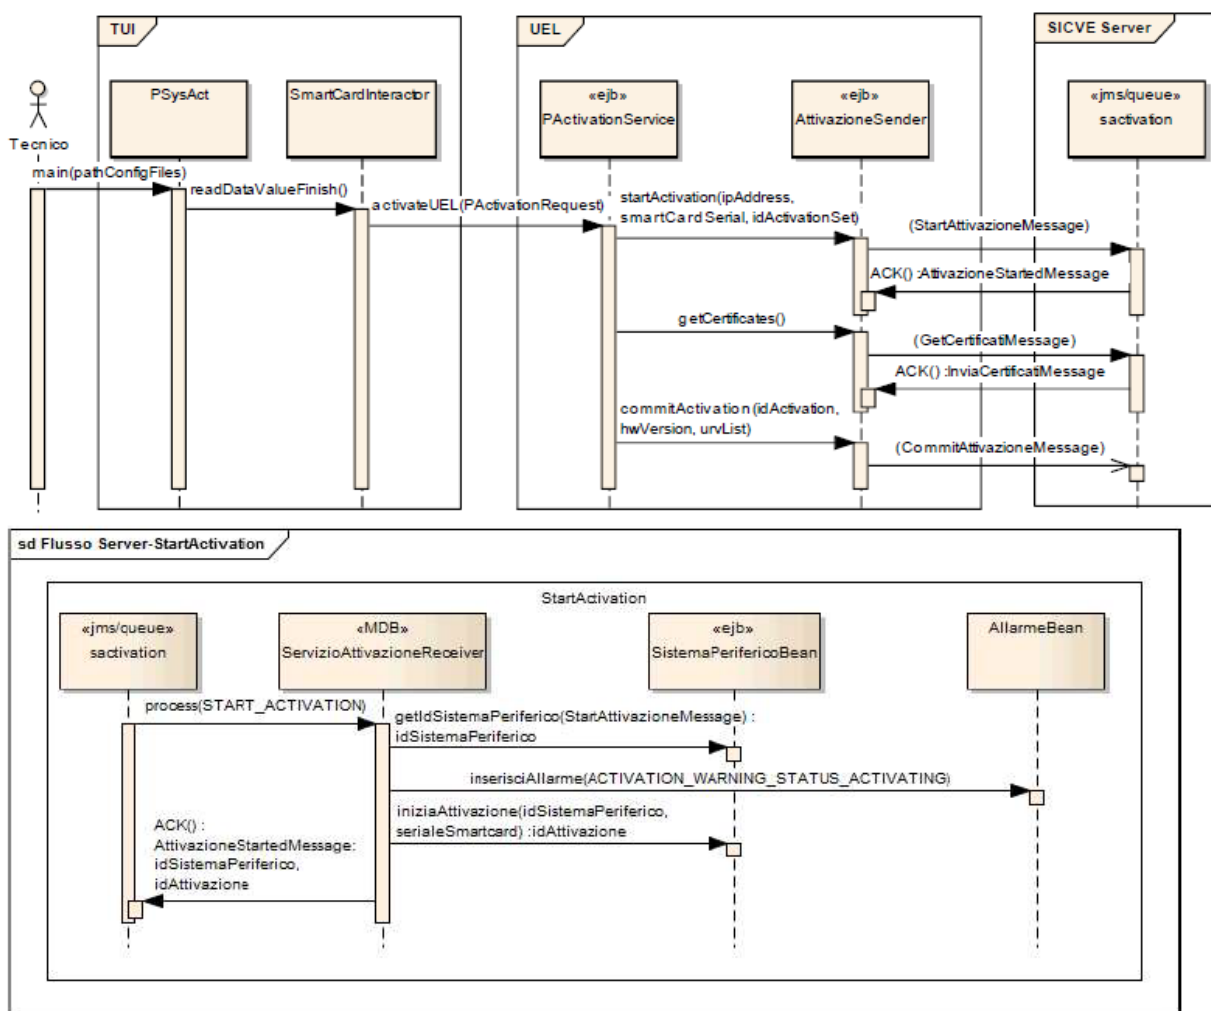 TUI
UEL
SICVE Server
PSysAct
SmartCardInteractor
«ejb»
PActivationService
«ejb»
AttivazioneSender
«jms/queue»
sactivation
Tecnico
main(pathConfigFiles)
readDataValueFinish()
activateUEL(PActivationRequest)
startActivation(ipAddress,
smartCardSerial, idActivationSet)
(StartAttivazioneMessage)
ACK() :AttivazioneStartedMessage
getCertificates()
(GetCertificatiMessage)
ACK() :InviaCertificatiMessage
commitActivation (idActivation,
hwVersion, urvList)
(CommitAttivazioneMessage)
sd Flusso Server-StartActivation
StartActivation
«jms/queue»
sactivation
«MDB»
ServizioAttivazioneReceiver
«ejb»
SistemaPerifericoBean
AllarmeBean
process(START_ACTIVATION)
getIdSistemaPeriferico(StartAttivazioneMessage) :
idSistemaPeriferico
inserisciAllarme(ACTIVATION_WARNING_STATUS_ACTIVATING)
iniziaAttivazione(idSistemaPeriferico,
serialeSmartcard) :idAttivazione
ACK() :
AttivazioneStartedMessage:
idSistemaPeriferico,
idAttivazione